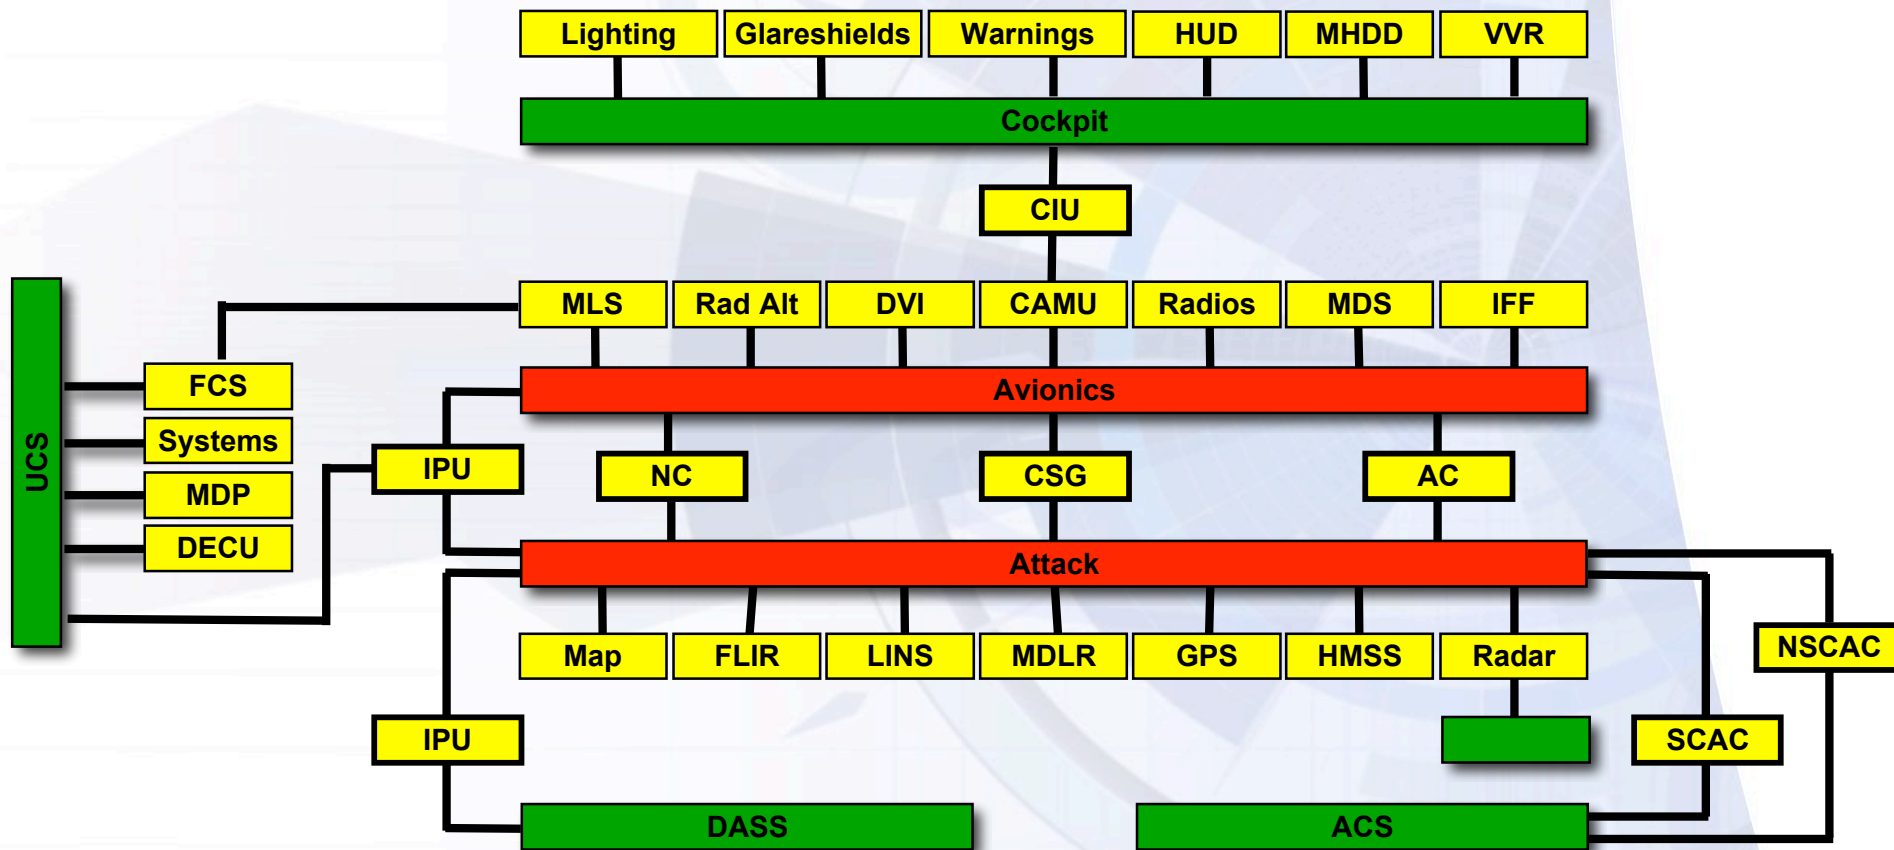 Lighting
Glareshields
Warnings
HUD
MHDD
VVR
Cockpit
CIU
MLS
Rad Alt
DVI
CAMU
Radios
MDS
IFF
UCS
FCS
Systems
MDP
DECU
Avionics
IPU
NC
CSG
AC
Attack
Map
FLIR
LINS
MDLR
GPS
HMSS
Radar
NSCAC
IPU
SCAC
DASS
ACS